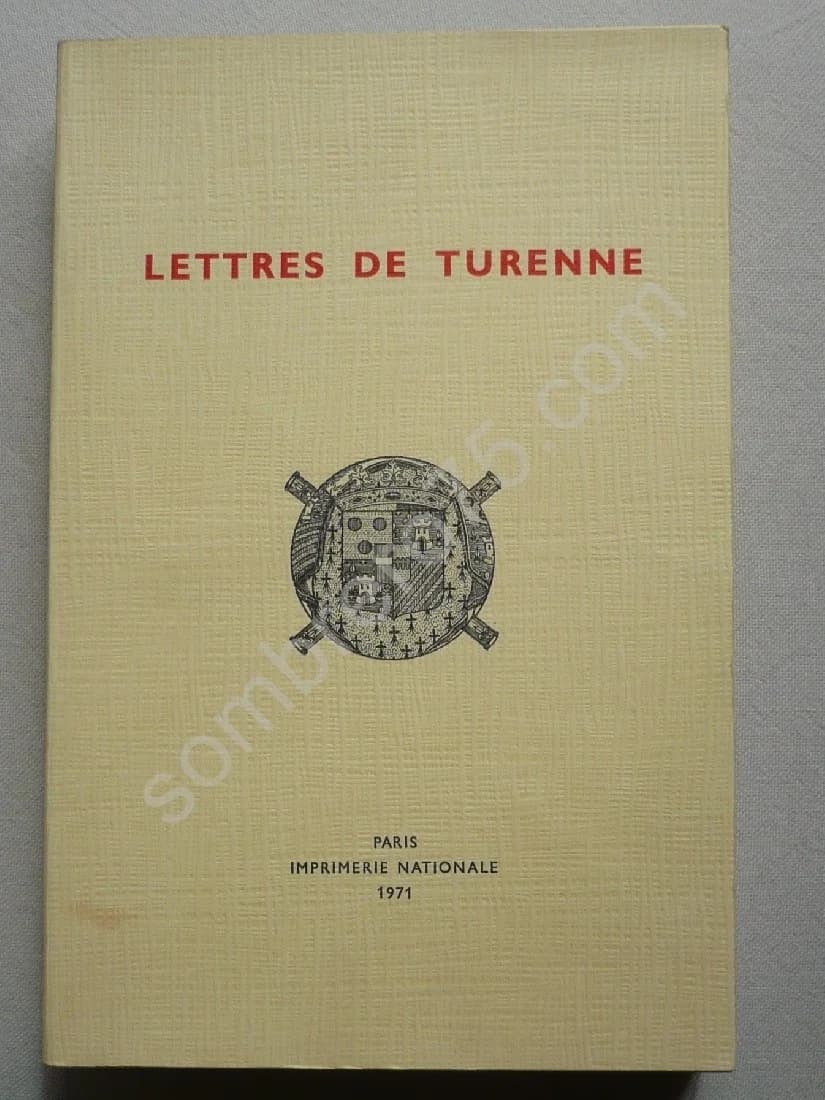 LETTRES DE TURENNE
PARIS
IMPRIMERIE NATIONALE
1971